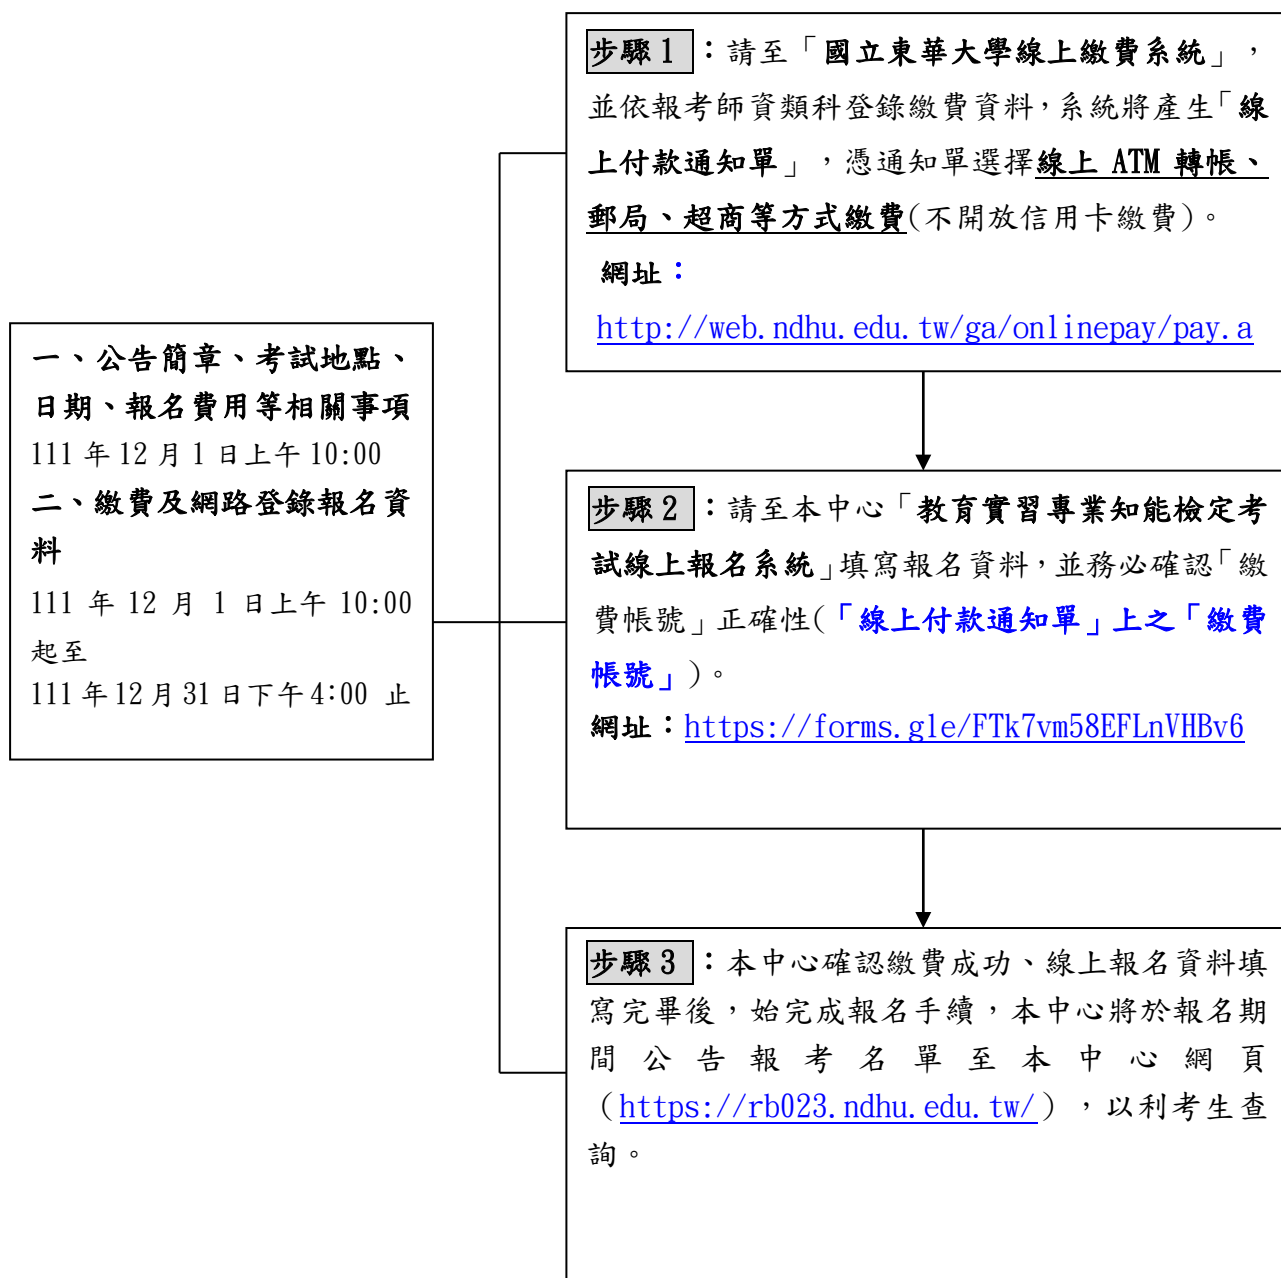 一、公告簡章、考試地點、
日期、報名費用等相關事項
111 年 12 月 1 日上午 10:00
二、繳費及網路登錄報名資
料
111 年 12 月 1 日上午 10:00
起至
111 年 12 月 31 日下午 4:00 止
步驟 1 ：請至「國立東華大學線上繳費系統」，
並依報考師資類科登錄繳費資料，系統將產生「線
上付款通知單」，憑通知單選擇線上 ATM 轉帳、
郵局、超商等方式繳費(不開放信用卡繳費)。
網址：
http://web.ndhu.edu.tw/ga/onlinepay/pay.a
步驟 2 ：請至本中心「教育實習專業知能檢定考
試線上報名系統」填寫報名資料，並務必確認「繳
費帳號」正確性(「線上付款通知單」上之「繳費
帳號」)。
網址：https://forms.gle/FTk7vm58EFLnVHBv6
步驟 3 ：本中心確認繳費成功、線上報名資料填
寫完畢後，始完成報名手續，本中心將於報名期
間公告報考名單至本中心網頁
（https://rb023.ndhu.edu.tw/），以利考生查
詢。